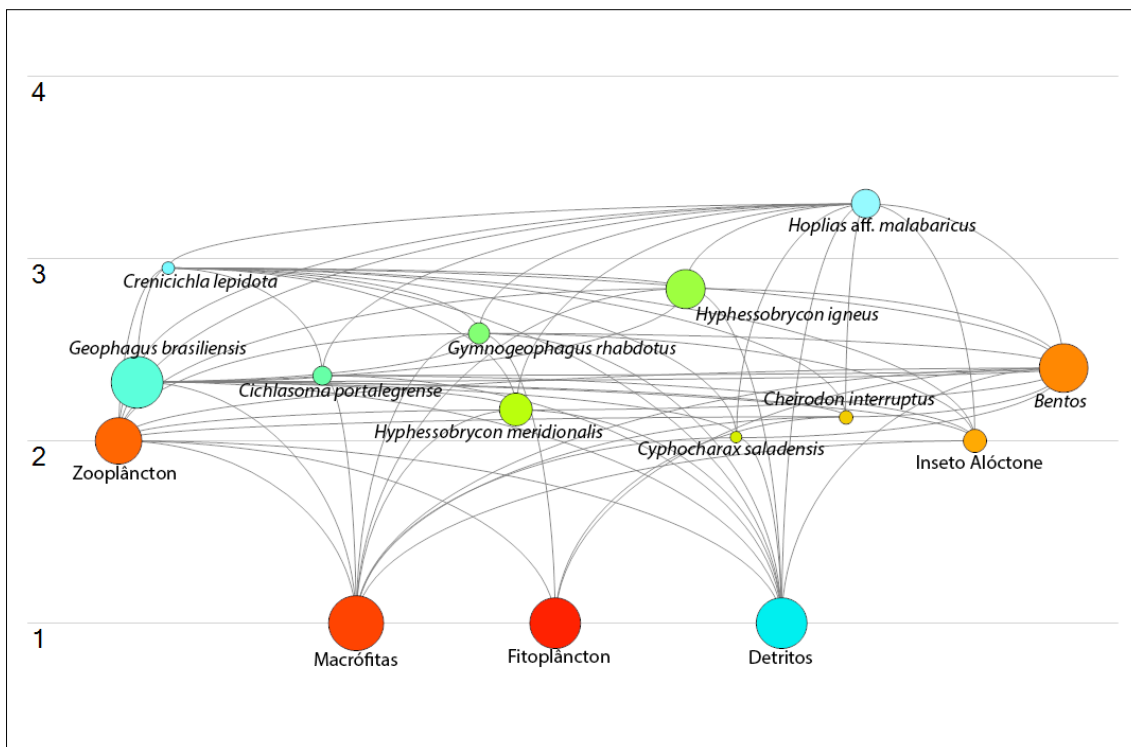 4
Hoplias aff. malabaricus
3
Crenicichla lepidota
Hyphessobrycon igneus
Geophagus brasiliensis
Gymnogeophagus rhabdotus
Cichlasoma portalegrense
Cheirodon interruptus
Bentos
Hyphessobrycon meridionalis
Cyphocharax saladensis
2
Zooplâncton
Inseto Alóctone
1
Macrófitas
Fitoplâncton
Detritos